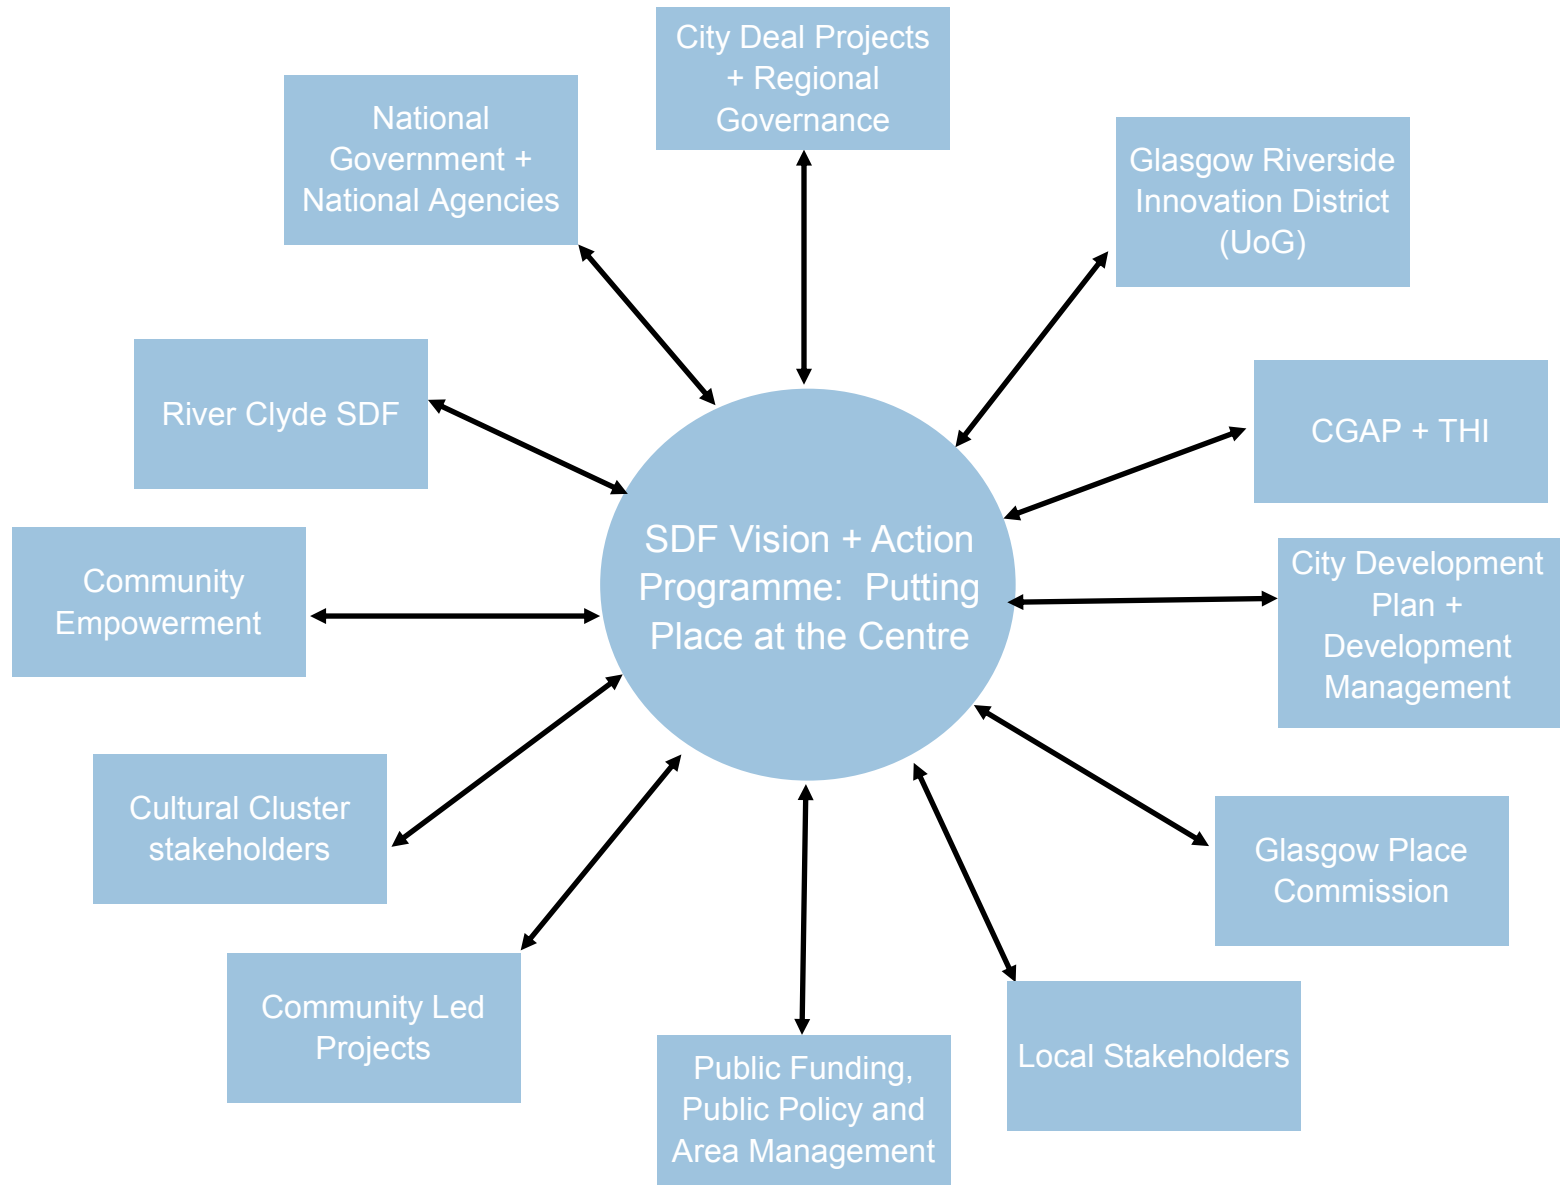 City Deal Projects
+ Regional
Governance
National
Government +
National Agencies
Glasgow Riverside
Innovation District
(UoG)
River Clyde SDF
CGAP + THI
SDF Vision + Action
Programme:  Putting
Place at the Centre
Community
Empowerment
City Development
Plan +
Development
Management
Cultural Cluster
stakeholders
Glasgow Place
Commission
Community Led
Projects
Local Stakeholders
Public Funding,
Public Policy and
Area Management